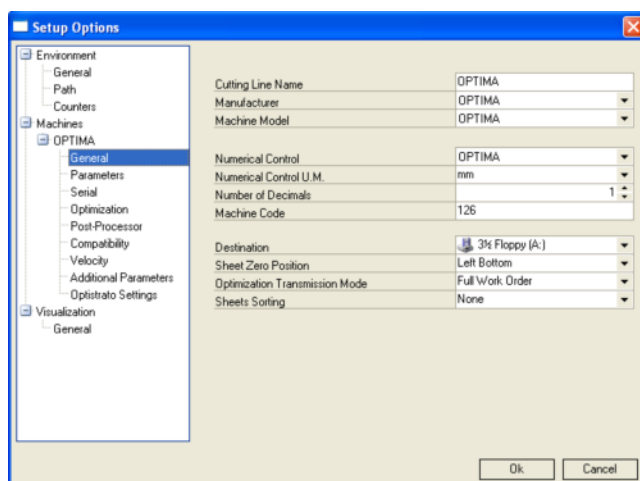 Setup Options
Environment
General
Path
Counters
Machines
OPTIMA
General
Parameters
Serial
Optimization
Post-Processor
Compatibility
Velocity
Additional Parameters
Optistrato Settings
Visualization
General
Cutting Line Name OPTIMA
Manufacturer OPTIMA
Machine Model OPTIMA
Numerical Control OPTIMA
Numerical Control U.M. mm
Number of Decimals 1
Machine Code 126
Destination 3½ Floppy (A:)
Sheet Zero Position Left Bottom
Optimization Transmission Mode Full Work Order
Sheets Sorting None
Ok Cancel